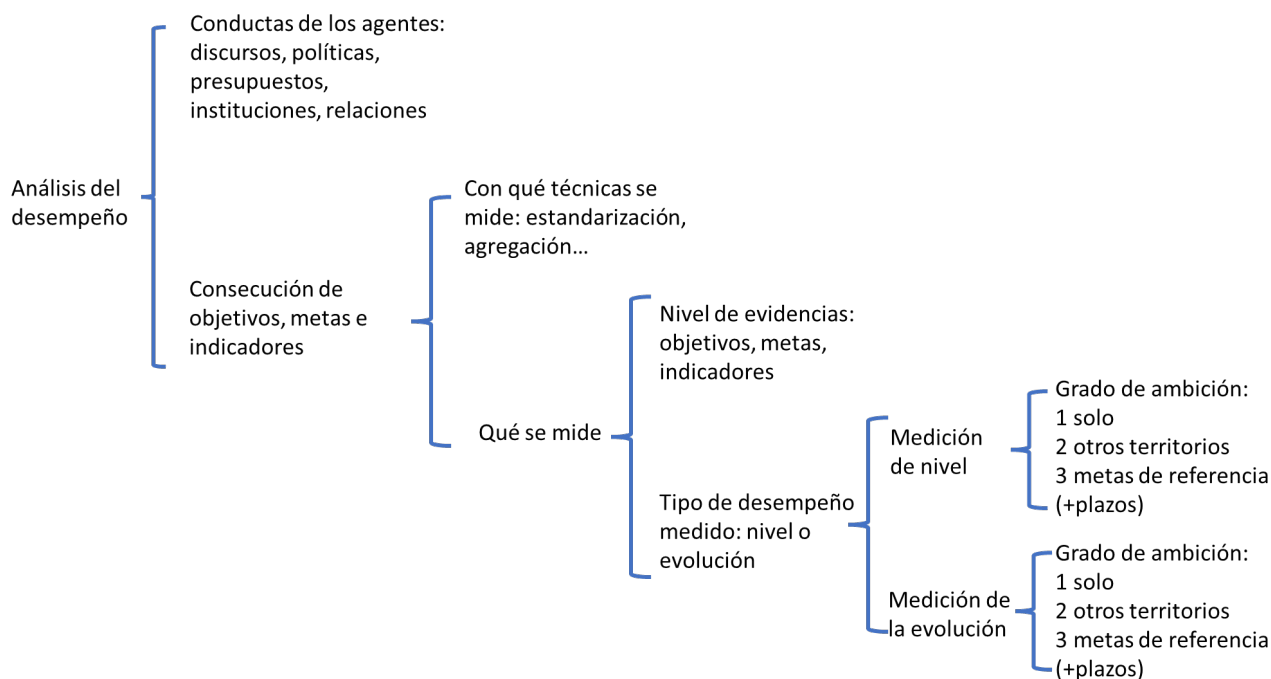 Conductas de los agentes:
discursos, políticas,
presupuestos,
instituciones, relaciones
Análisis del
desempeño
Con qué técnicas se
mide: estandarización,
agregación...
Consecución de
objetivos, metas e
indicadores
Nivel de evidencias:
objetivos, metas,
indicadores
Qué se mide
Tipo de desempeño
medido: nivel o
evolución
Medición
de nivel
Grado de ambición:
1 solo
2 otros territorios
3 metas de referencia
(+plazos)
Medición de
la evolución
Grado de ambición:
1 solo
2 otros territorios
3 metas de referencia
(+plazos)